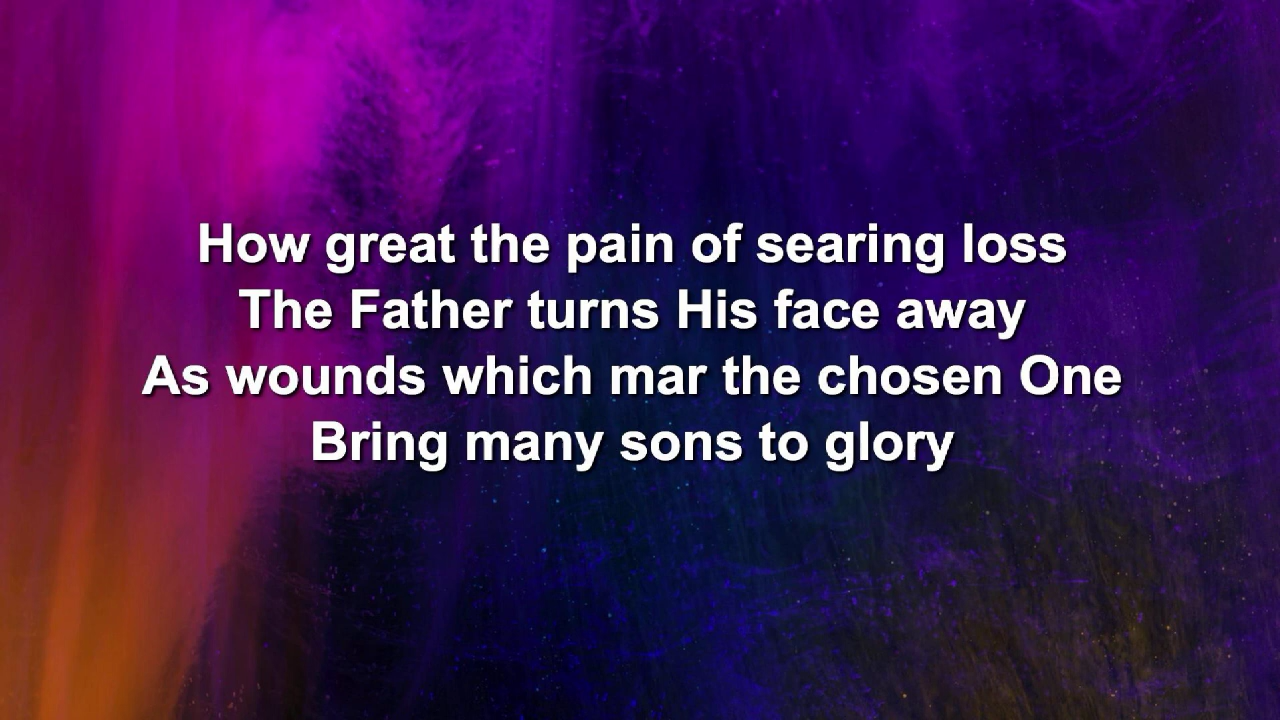 How great the pain of searing loss
The Father turns His face away
As wounds which mar the chosen One
Bring many sons to glory